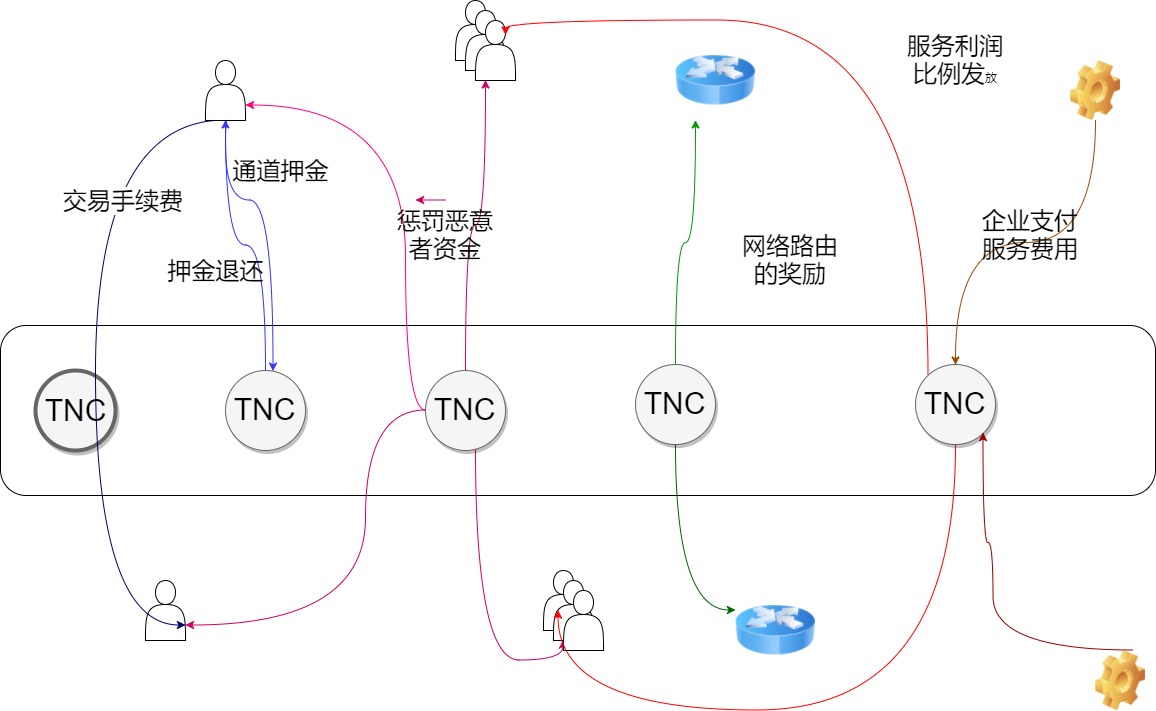 服务利润
比例发放
通道押金
交易手续费
惩罚恶意
者资金
企业支付
服务费用
网络路由
的奖励
押金退还
TNC
TNC
TNC
TNC
TNC